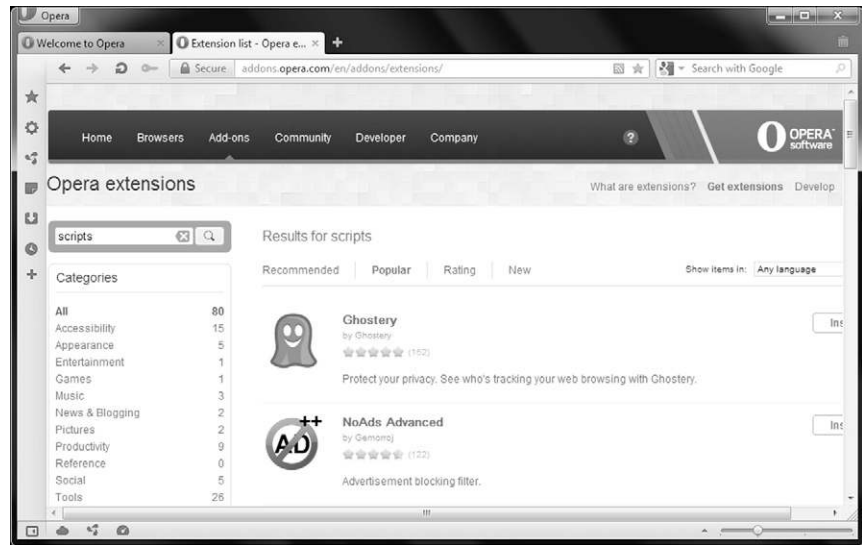 Opera
Welcome to Opera
Extension list - Opera e...
Secure addons.opera.com/en/addons/extensions/ Search with Google
Home Browsers Add-ons Community Developer Company ? OPERA software
Opera extensions
What are extensions? Get extensions Develop
scripts
Results for scripts
Recommended Popular Rating New Show items in: Any language
Categories
All 80
Accessibility 15
Appearance 5
Entertainment 1
Games 1
Music 3
News & Blogging 2
Pictures 2
Productivity 9
Reference 0
Social 5
Tools 26
Ghostery
by Ghostery
(162)
Protect your privacy. See who's tracking your web browsing with Ghostery.
Ins
AD++
NoAds Advanced
by Gemorroj
(122)
Advertisement blocking filter.
Ins